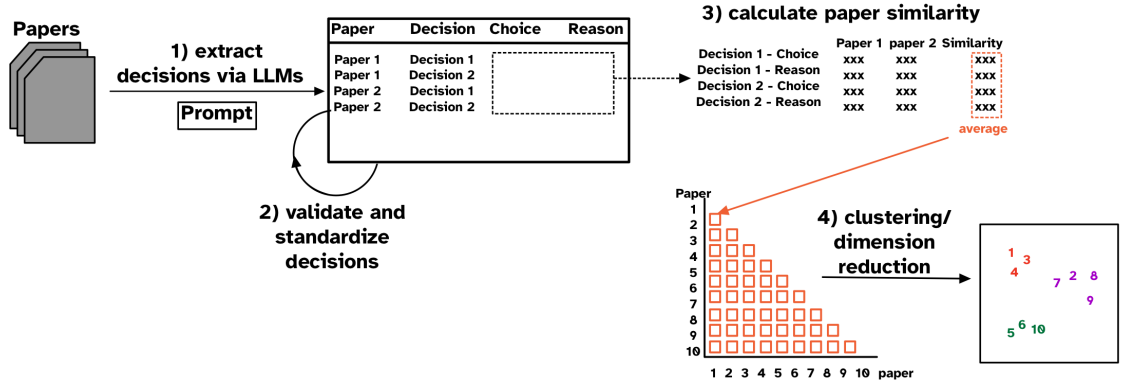 Papers
1) extract
decisions via LLMs
Prompt
Paper Decision Choice Reason
Paper 1 Decision 1
Paper 1 Decision 2
Paper 2 Decision 1
Paper 2 Decision 2
2) validate and
standardize
decisions
3) calculate paper similarity
Paper 1 paper 2 Similarity
Decision 1 - Choice xxx xxx xxx
Decision 1 - Reason xxx xxx xxx
Decision 2 - Choice xxx xxx xxx
Decision 2 - Reason xxx xxx xxx
average
Paper
1
2
3
4
5
6
7
8
9
10
1 2 3 4 5 6 7 8 9 10 paper
4) clustering/
dimension
reduction
1 3
4
7 2 8
9
5 6 10